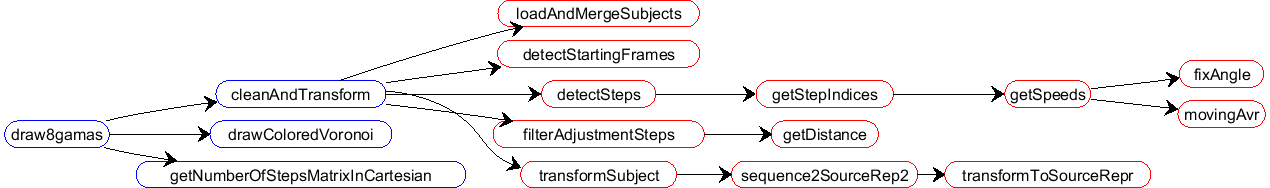 loadAndMergeSubjects
detectStartingFrames
fixAngle
cleanAndTransform
detectSteps
getStepIndices
getSpeeds
movingAvr
draw8gamas
drawColoredVoronoi
filterAdjustmentSteps
getDistance
getNumberOfStepsMatrixInCartesian
transformSubject
sequence2SourceRep2
transformToSourceRepr